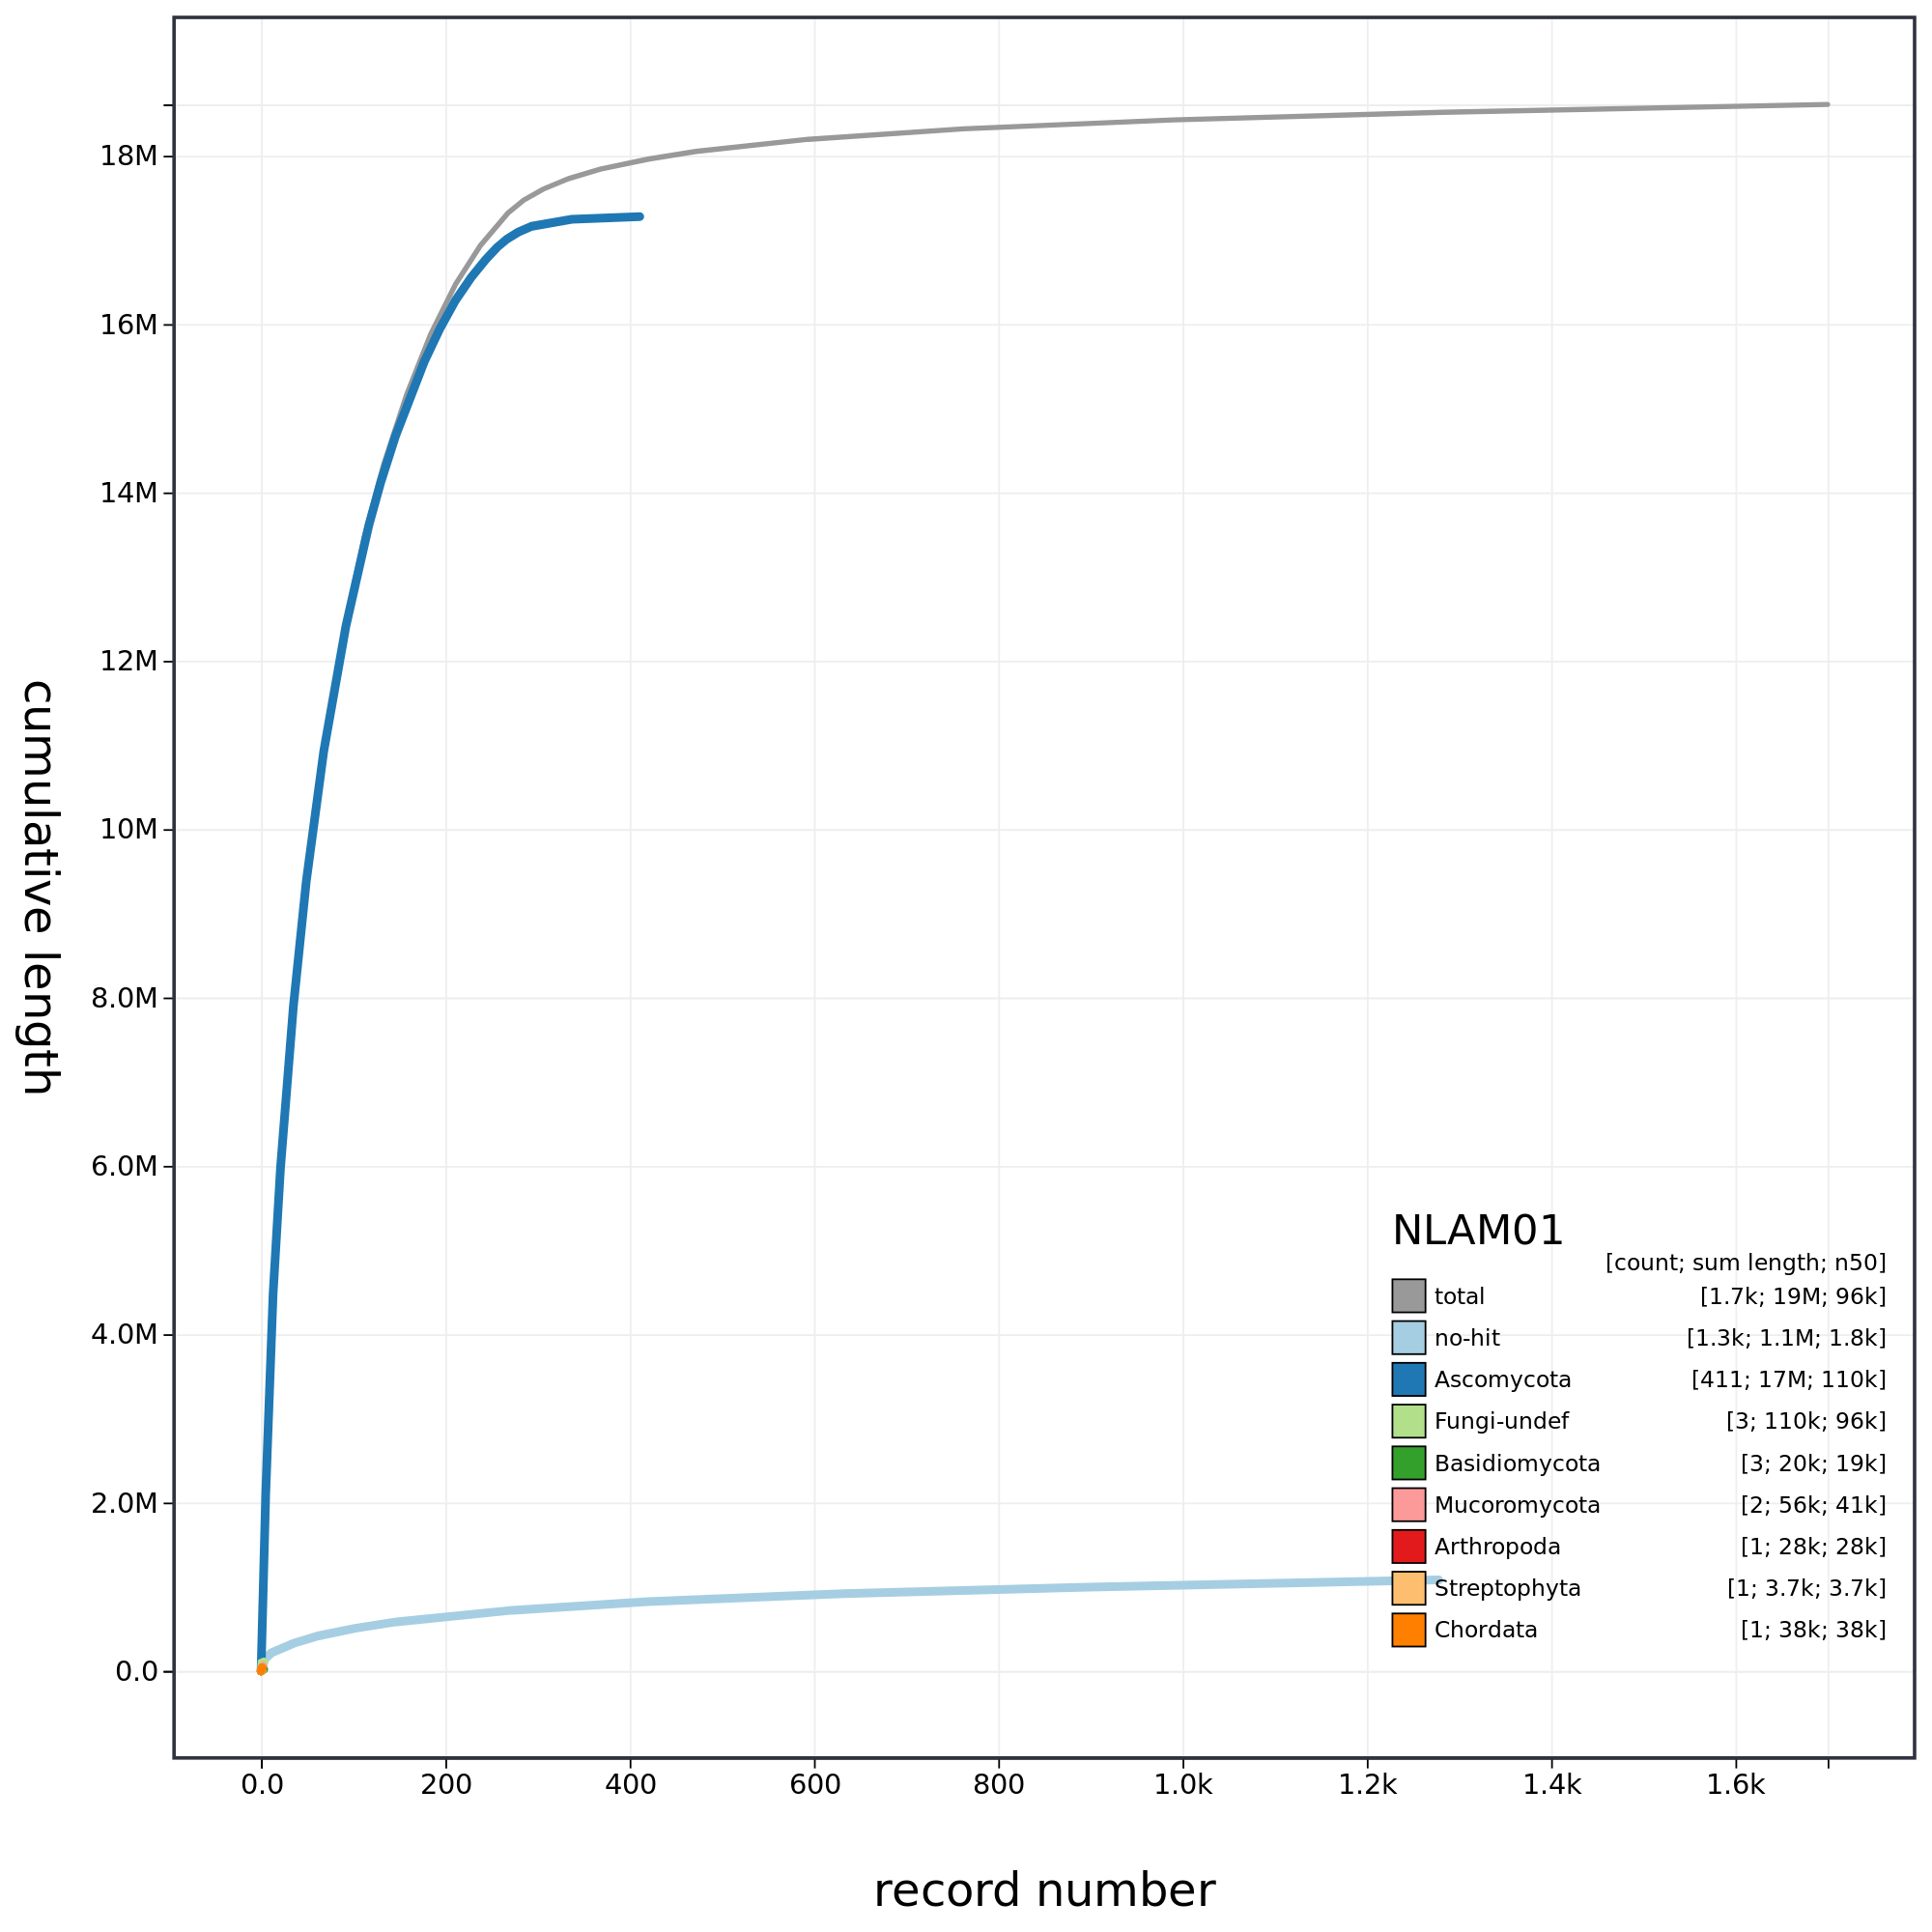 18M
16M
14M
12M
10M
8.0M
6.0M
4.0M
2.0M
0.0
cumulative length
NLAM01
[count; sum length; n50]
total [1.7k; 19M; 96k]
no-hit [1.3k; 1.1M; 1.8k]
Ascomycota [411; 17M; 110k]
Fungi-undef [3; 110k; 96k]
Basidiomycota [3; 20k; 19k]
Mucoromycota [2; 56k; 41k]
Arthropoda [1; 28k; 28k]
Streptophyta [1; 3.7k; 3.7k]
Chordata [1; 38k; 38k]
0.0 200 400 600 800 1.0k 1.2k 1.4k 1.6k
record number